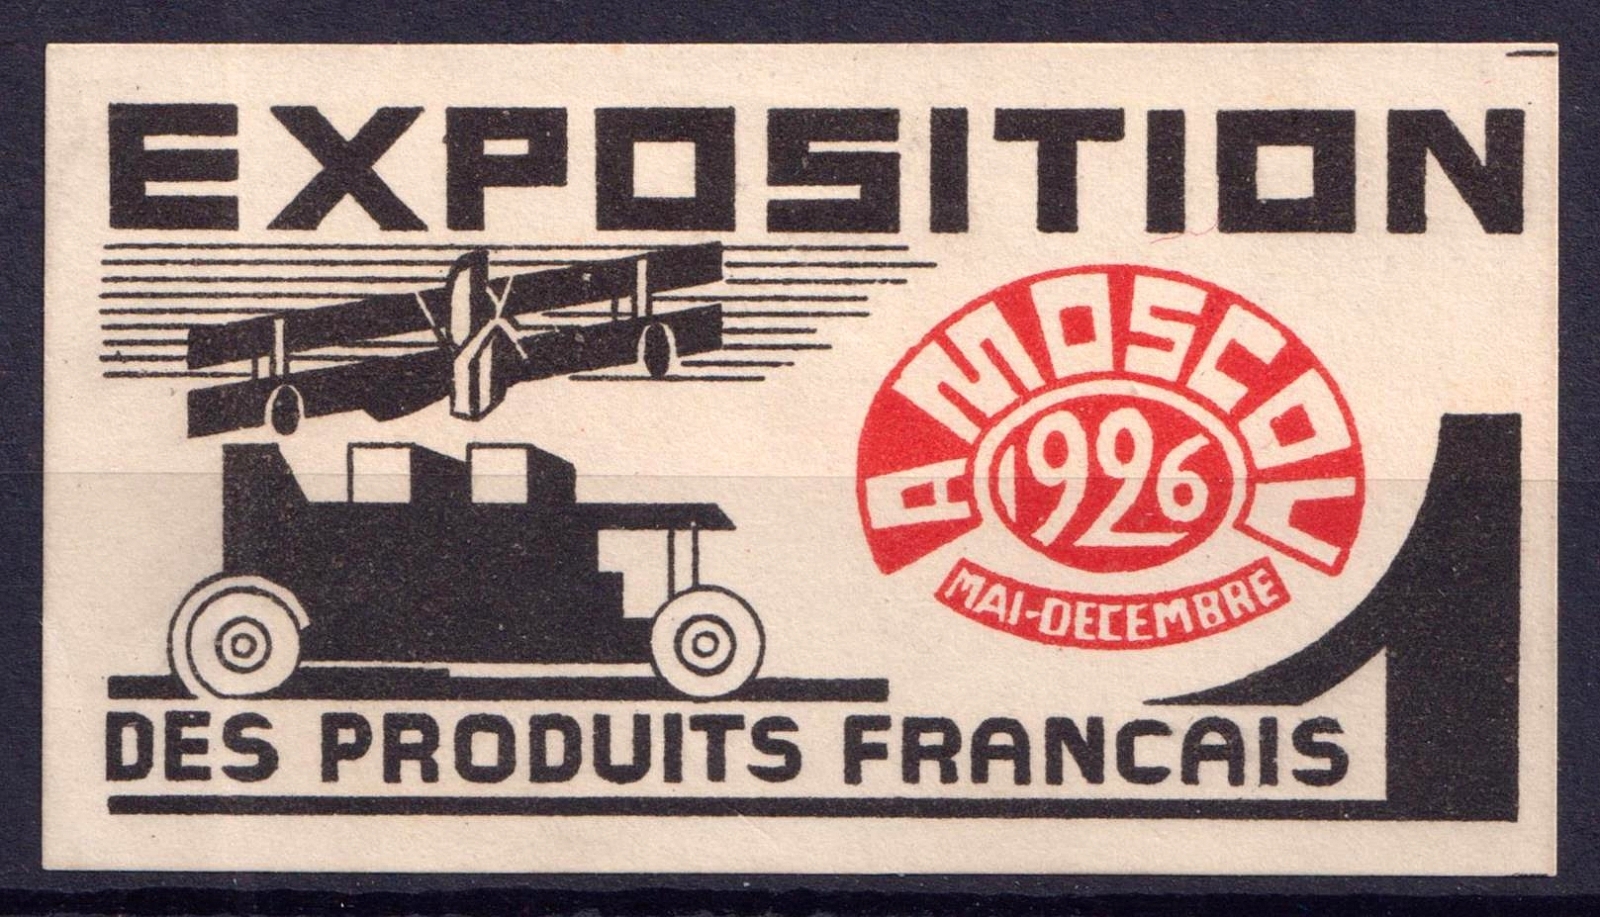 EXPOSITION
A MOSCOU
1926
MAI-DECEMBRE
DES PRODUITS FRANCAIS